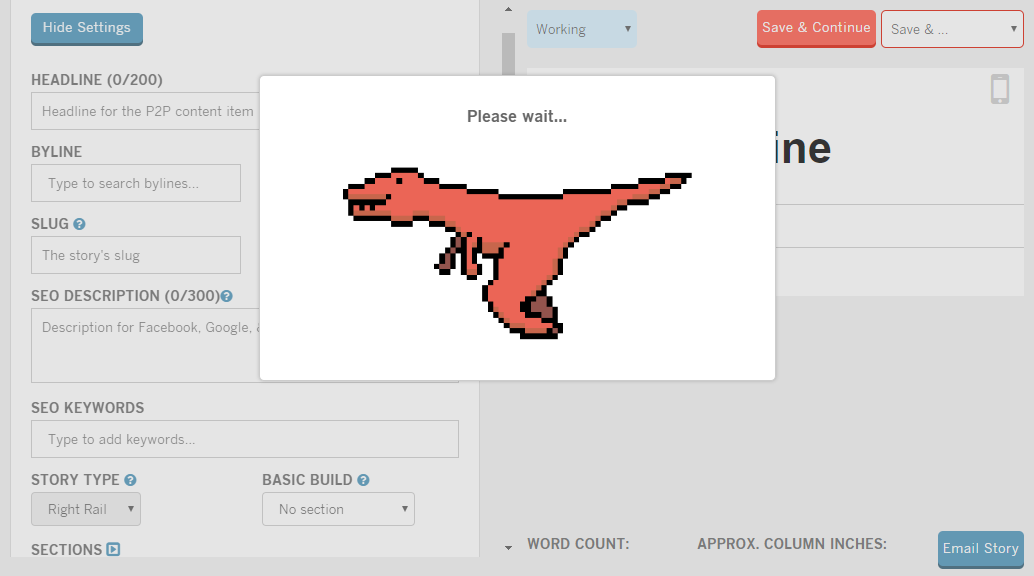 Hide Settings
Working
Save & Continue
Save & ...
HEADLINE (0/200)
Headline for the P2P content item
Please wait...
ine
BYLINE
Type to search bylines...
SLUG
The story's slug
SEO DESCRIPTION (0/300)
Description for Facebook, Google,
SEO KEYWORDS
Type to add keywords...
STORY TYPE
BASIC BUILD
Right Rail
No section
SECTIONS
WORD COUNT:
APPROX. COLUMN INCHES:
Email Story